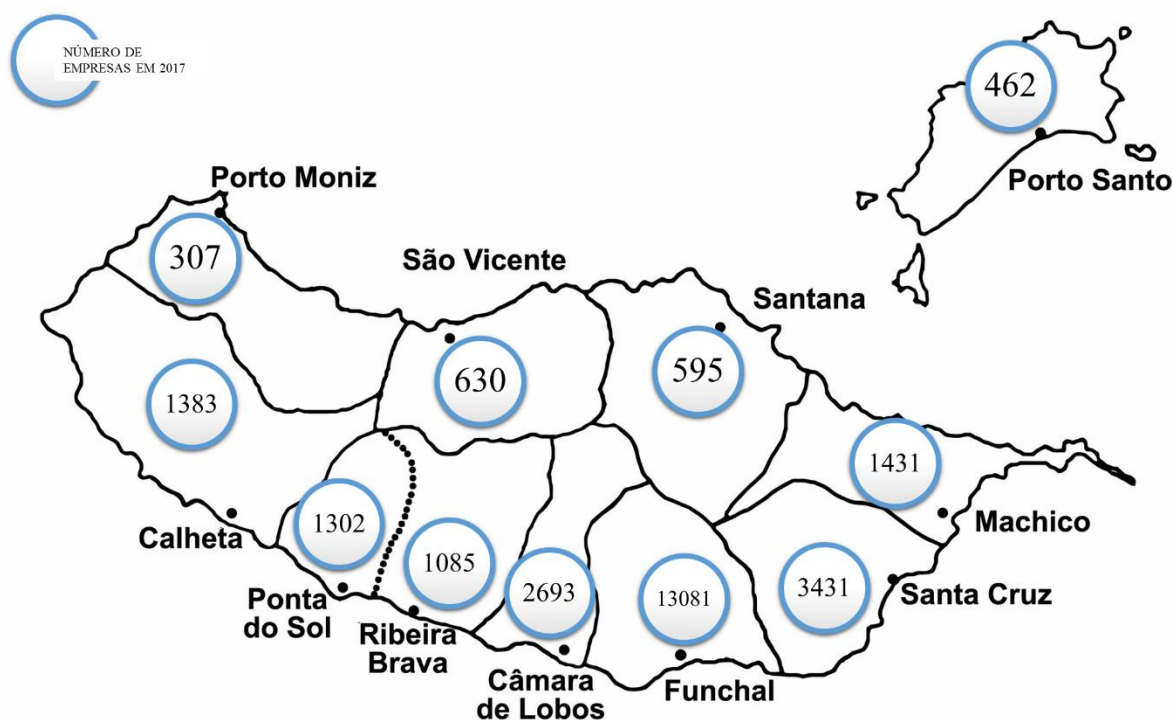 NÚMERO DE
EMPRESAS EM 2017
462
Porto Santo
Porto Moniz
307
São Vicente
630
Santana
595
1383
Calheta
1431
Machico
1302
Ponta
do Sol
1085
Ribeira
Brava
2693
Câmara
de Lobos
13081
Funchal
3431
Santa Cruz